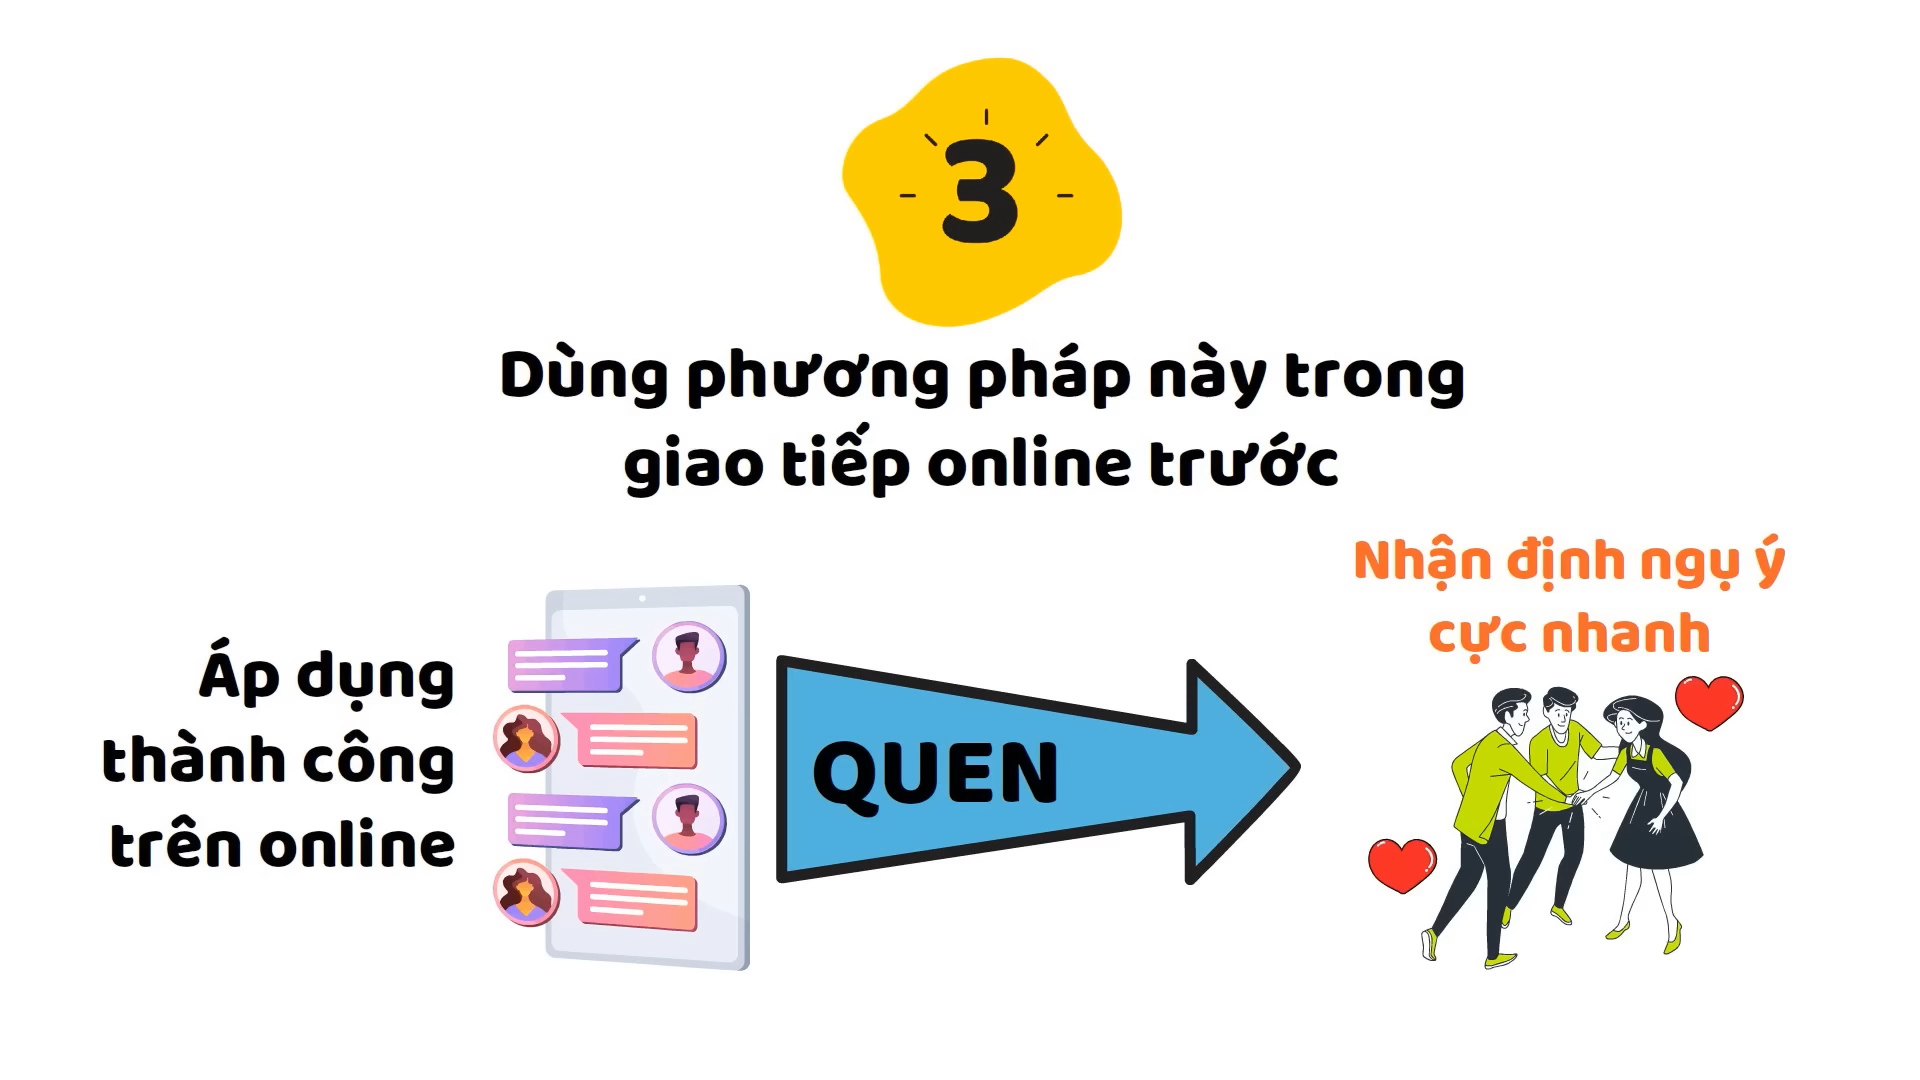 3
Dùng phương pháp này trong
giao tiếp online trước
Áp dụng
thành công
trên online
QUEN
Nhận định ngụ ý
cực nhanh